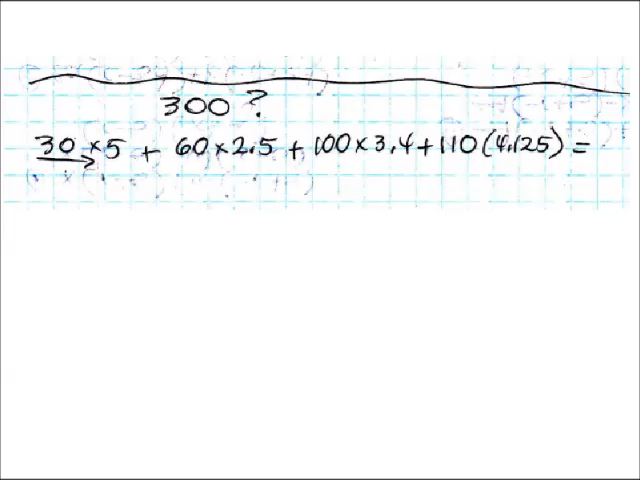 300 ?
30 × 5 + 60 × 2.5 + 100 × 3.4 + 110 (4.125) =